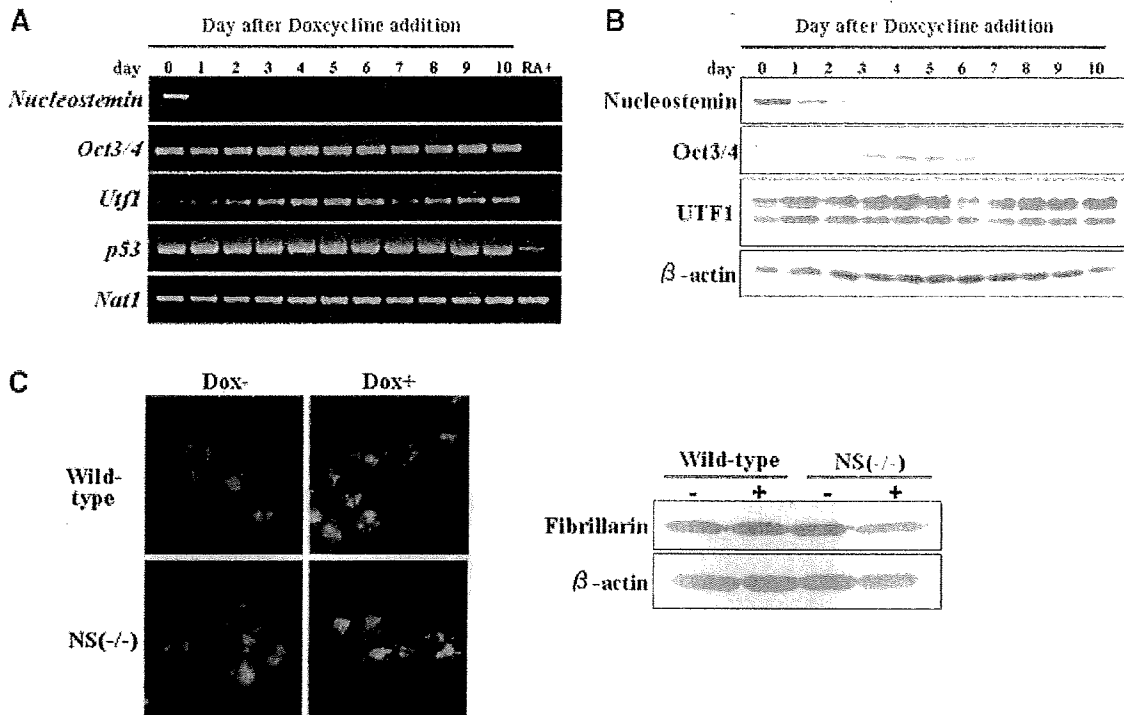 A
Day after Doxcycline addition
day 0 1 2 3 4 5 6 7 8 9 10 RA+
Nucleostemin
Oct3/4
Utf1
p53
Nat1
B
Day after Doxcycline addition
day 0 1 2 3 4 5 6 7 8 9 10
Nucleostemin
Oct3/4
UTF1
β-actin
C
Dox- Dox+
Wild-
type
NS(-/-)
Wild-type NS(-/-)
- + - +
Fibrillarin
β-actin